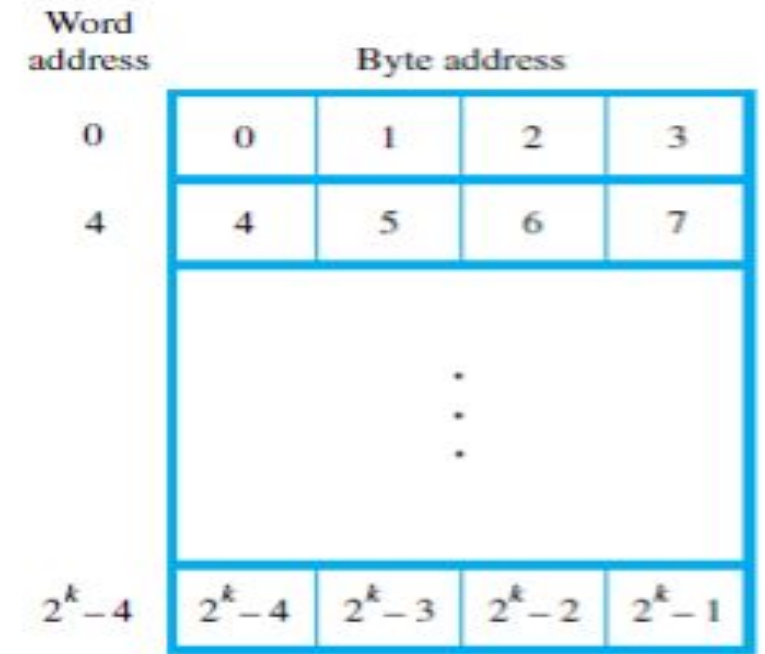 Word
address Byte address
0 0 1 2 3
4 4 5 6 7
2^k – 4 2^k – 4 2^k – 3 2^k – 2 2^k – 1